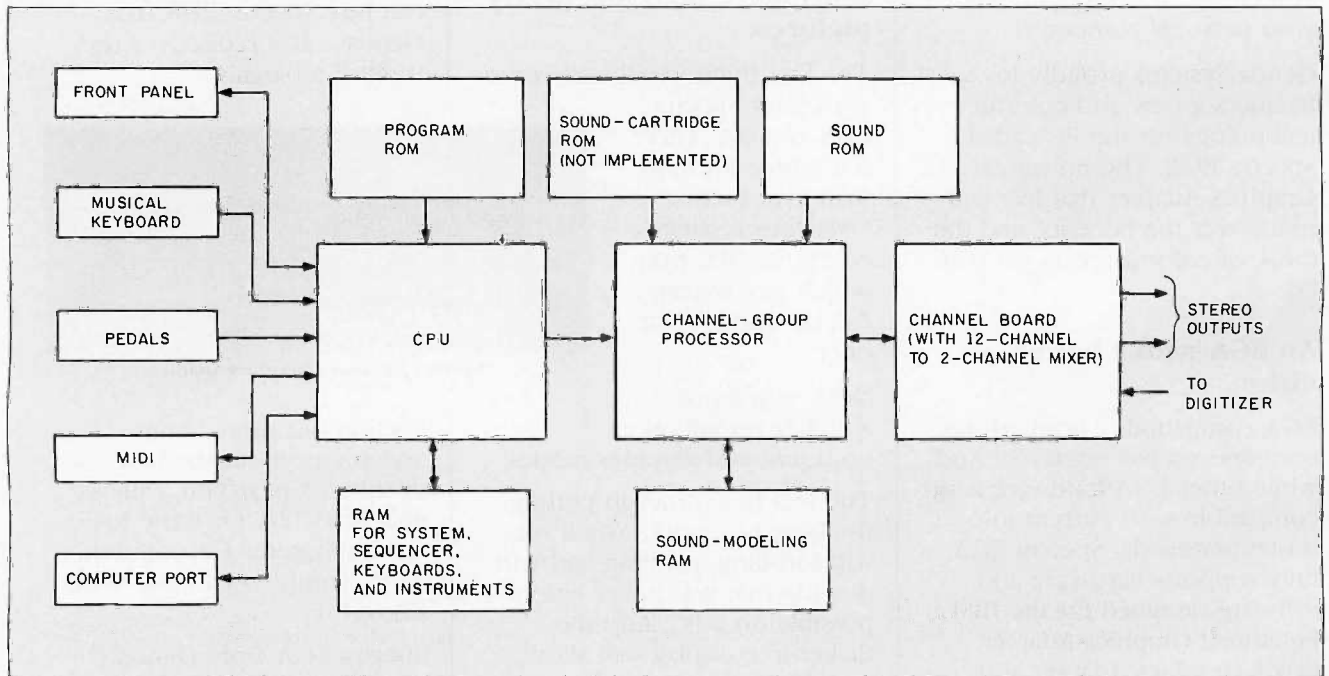 FRONT PANEL
MUSICAL
KEYBOARD
PEDALS
MIDI
COMPUTER PORT
PROGRAM
ROM
SOUND-CARTRIDGE
ROM
(NOT IMPLEMENTED)
SOUND
ROM
CPU
CHANNEL-GROUP
PROCESSOR
CHANNEL BOARD
(WITH 12-CHANNEL
TO 2-CHANNEL MIXER)
STEREO
OUTPUTS
TO
DIGITIZER
RAM
FOR SYSTEM,
SEQUENCER,
KEYBOARDS,
AND INSTRUMENTS
SOUND-MODELING
RAM